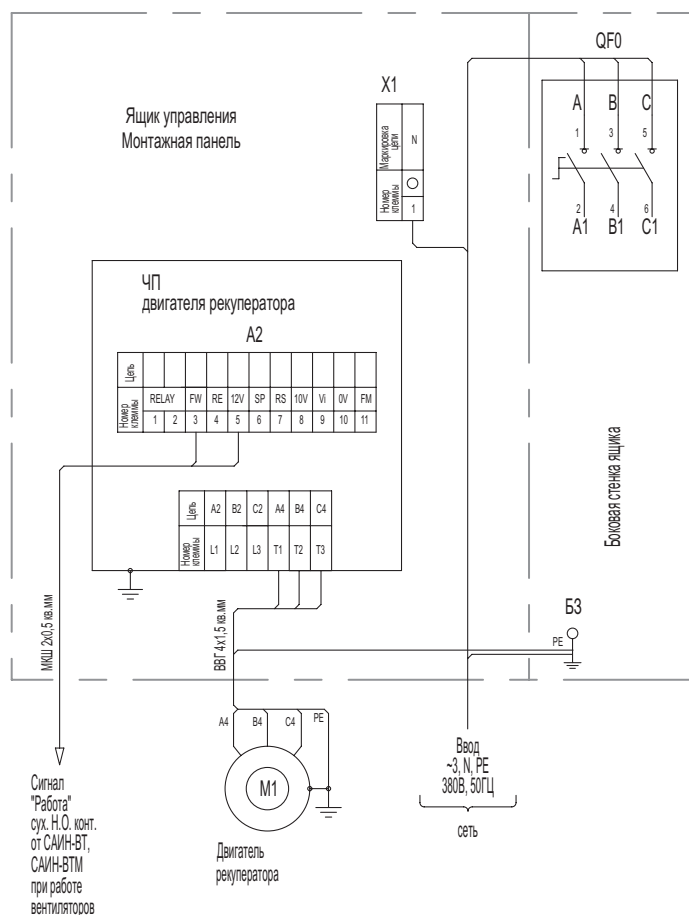 QF0
X1
A B C
Ящик управления
Монтажная панель
Маркировка цепи N
1 3 5
Номер клеммы 1
2 4 6
A1 B1 C1
ЧП
двигателя рекуператора
A2
Цепь
Номер клеммы RELAY FW RE 12V SP RS 10V Vi 0V FM
1 2 3 4 5 6 7 8 9 10 11
Боковая стенка ящика
Цепь A2 B2 C2 A4 B4 C4
Номер клеммы L1 L2 L3 T1 T2 T3
МКШ 2х0,5 кв.мм
ВВГ 4х1,5 кв.мм
Б3
PE
A4 B4 C4 PE
M1
Ввод
~3, N, PE
380В, 50ГЦ
сеть
Сигнал
"Работа"
сух. Н.О. конт.
от САИН-ВТ,
САИН-ВТМ
при работе
вентиляторов
Двигатель
рекуператора